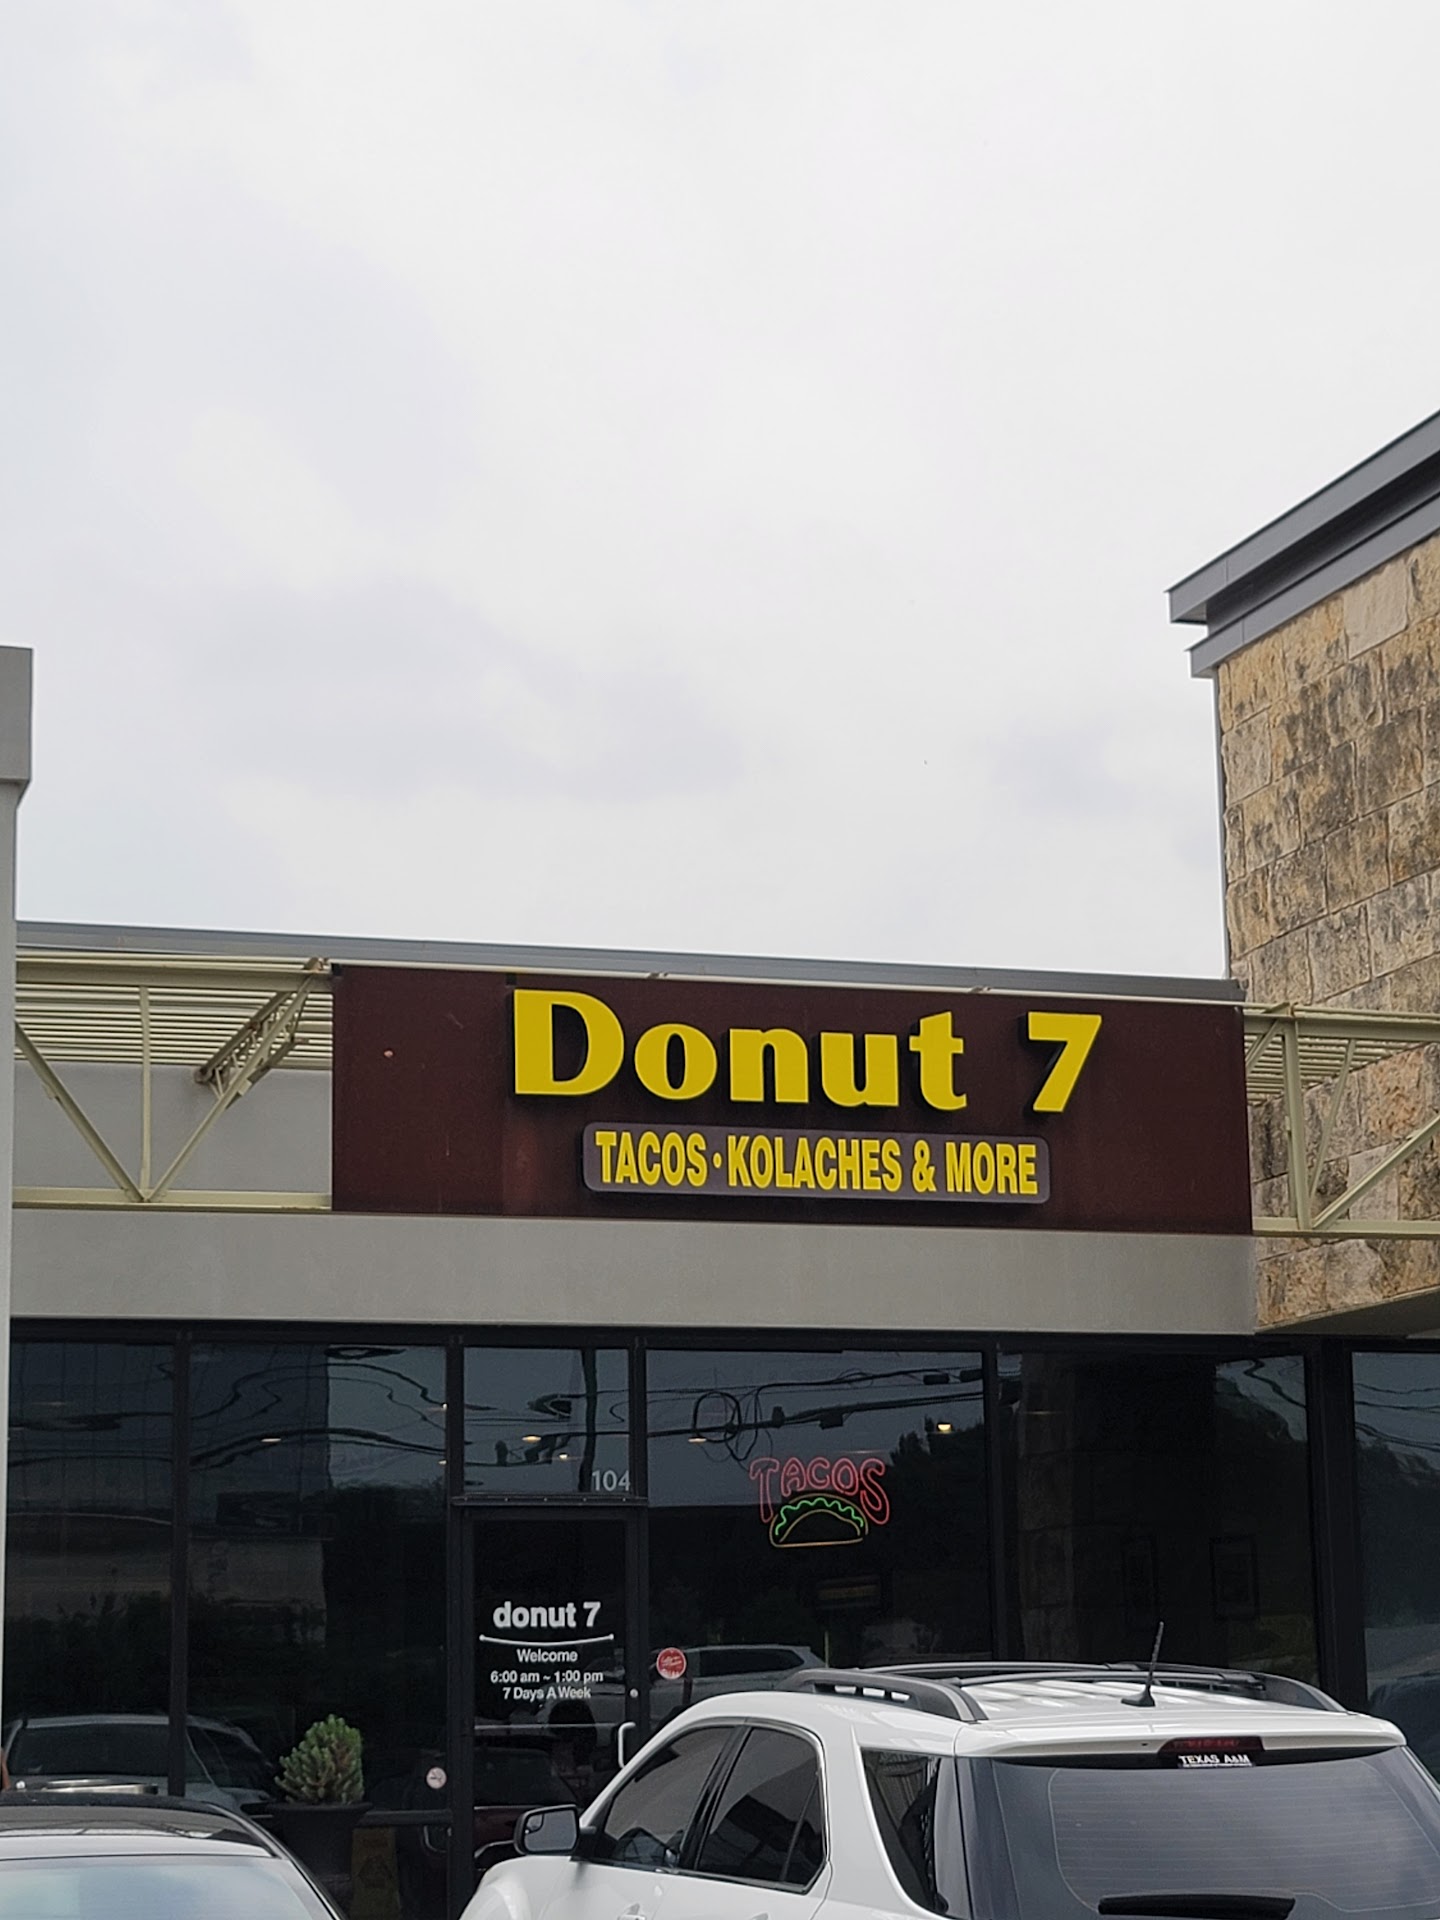 Donut 7
TACOS • KOLACHES & MORE
104
TACOS
donut 7
Welcome
6:00 am ~ 1:00 pm
7 Days A Week
TEXAS A&M